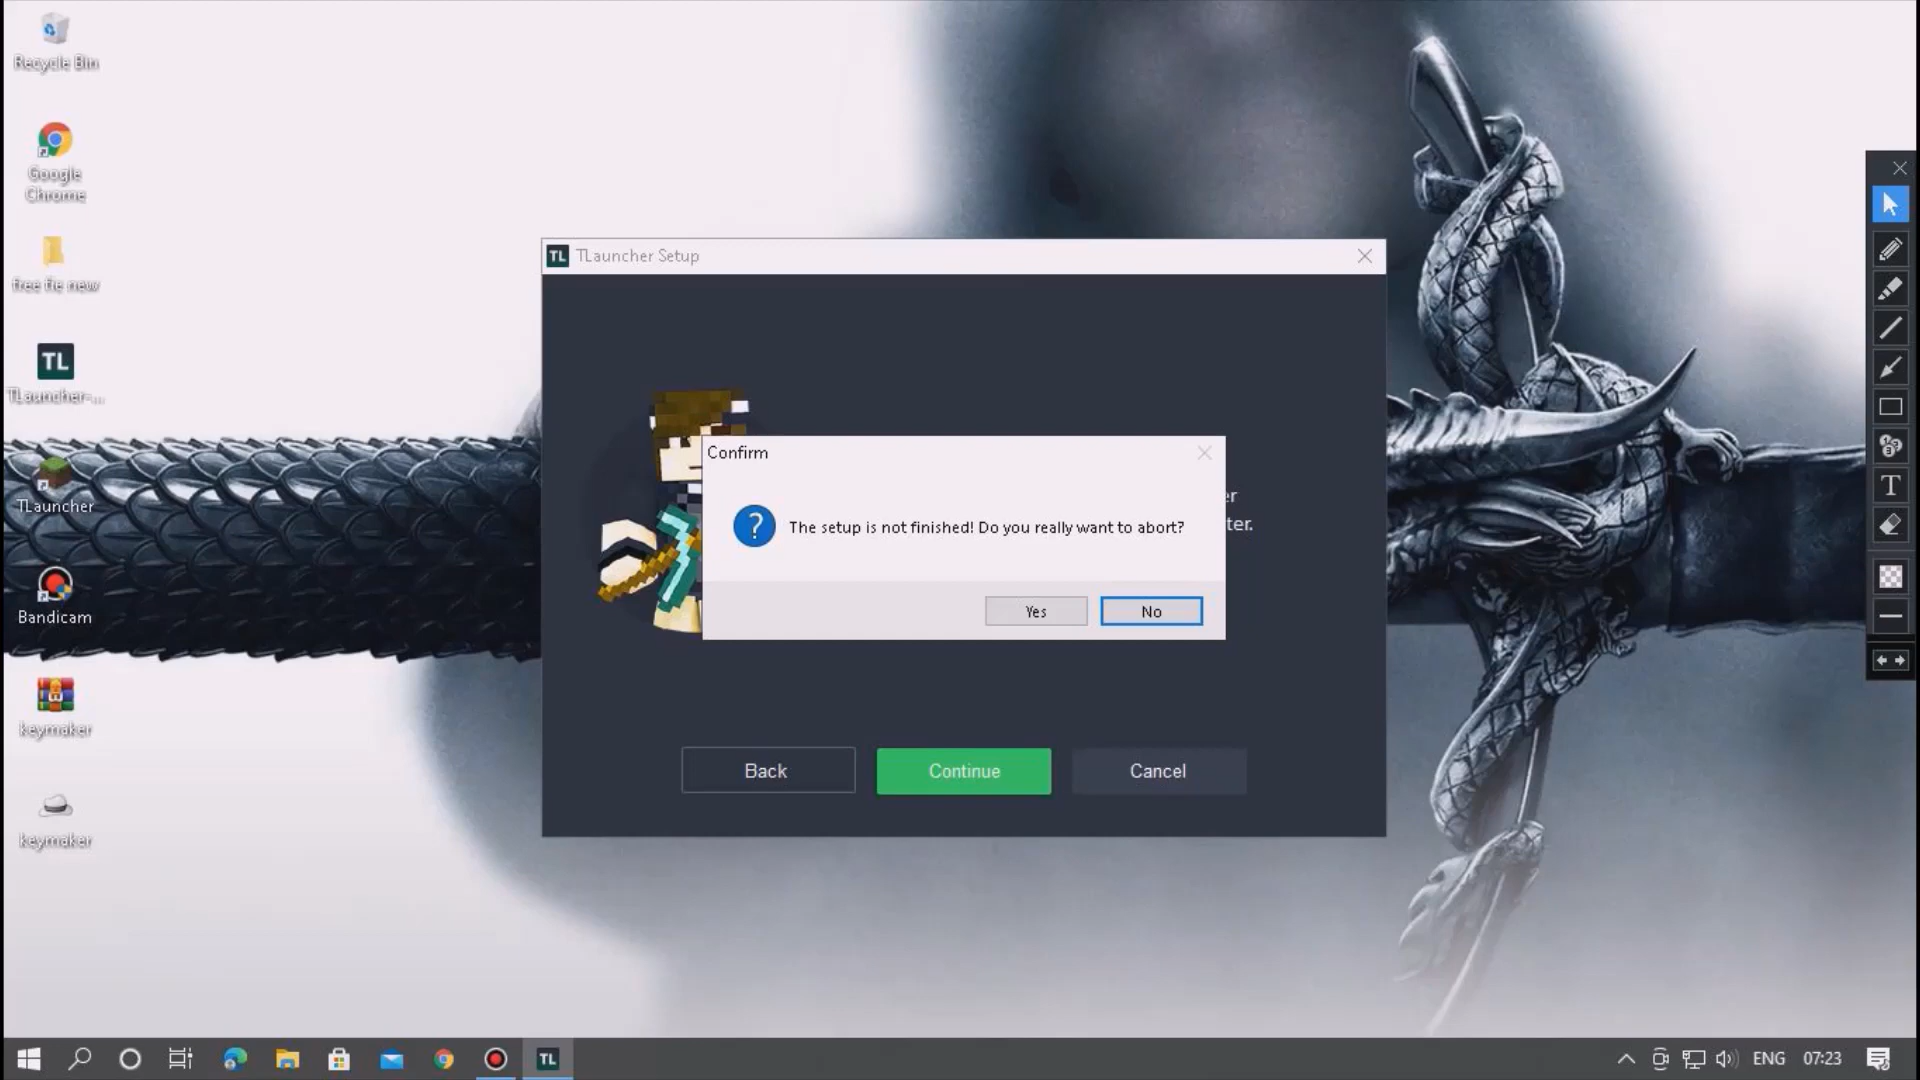 Recycle Bin
Google
Chrome
free fie new
TL
TLauncher-...
TLauncher
Bandicam
keymaker
keymaker
TL TLauncher Setup
er
ter.
Confirm
The setup is not finished! Do you really want to abort?
Yes
No
Back
Continue
Cancel
T
TL
ENG
07:23